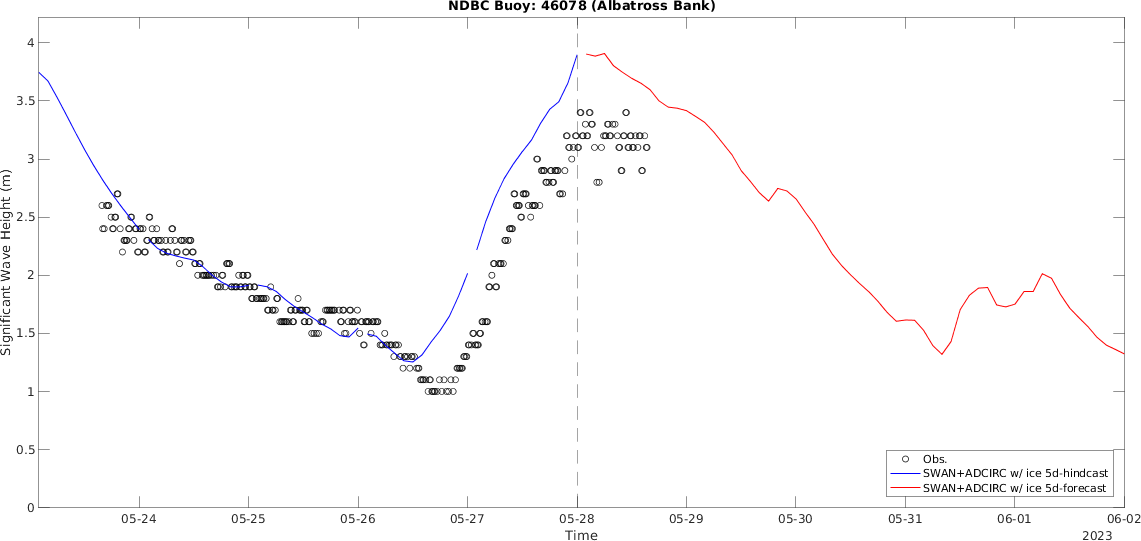 NDBC Buoy: 46078 (Albatross Bank)
Significant Wave Height (m)
4
3.5
3
2.5
2
1.5
1
0.5
0
Obs.
SWAN+ADCIRC w/ ice 5d-hindcast
SWAN+ADCIRC w/ ice 5d-forecast
05-24 05-25 05-26 05-27 05-28 05-29 05-30 05-31 06-01 06-02
Time
2023